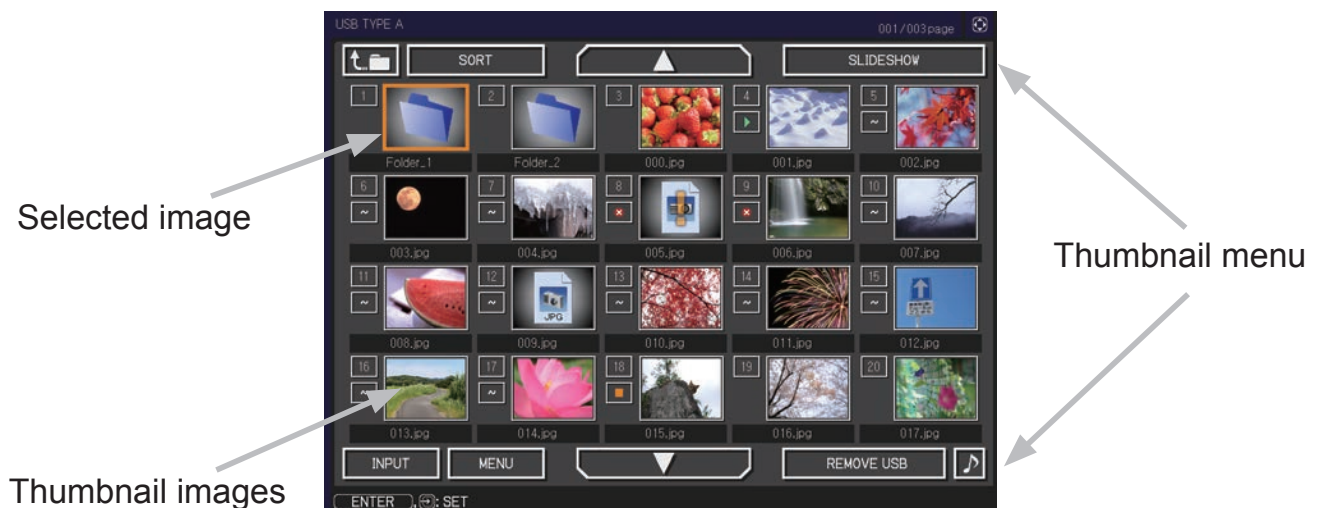 USB TYPE A
001/003page
SORT
SLIDESHOW
1 2 3 4 5
Folder_1 Folder_2 000.jpg 001.jpg 002.jpg
6 7 8 9 10
~ ~ ~
003.jpg 004.jpg 005.jpg 006.jpg 007.jpg
11 12 13 14 15
~ ~ ~ ~ ~
JPG
008.jpg 009.jpg 010.jpg 011.jpg 012.jpg
16 17 18 19 20
~ ~
013.jpg 014.jpg 015.jpg 016.jpg 017.jpg
INPUT MENU REMOVE USB
ENTER , : SET
Selected image
Thumbnail images
Thumbnail menu